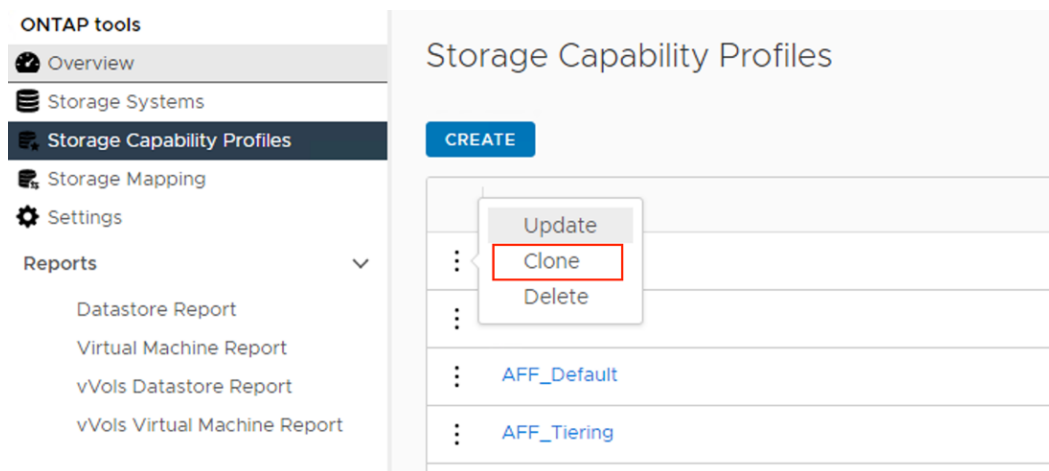 ONTAP tools
Overview
Storage Systems
Storage Capability Profiles
Storage Mapping
Settings
Reports
Datastore Report
Virtual Machine Report
vVols Datastore Report
vVols Virtual Machine Report
Storage Capability Profiles
CREATE
Update
Clone
Delete
AFF_Default
AFF_Tiering